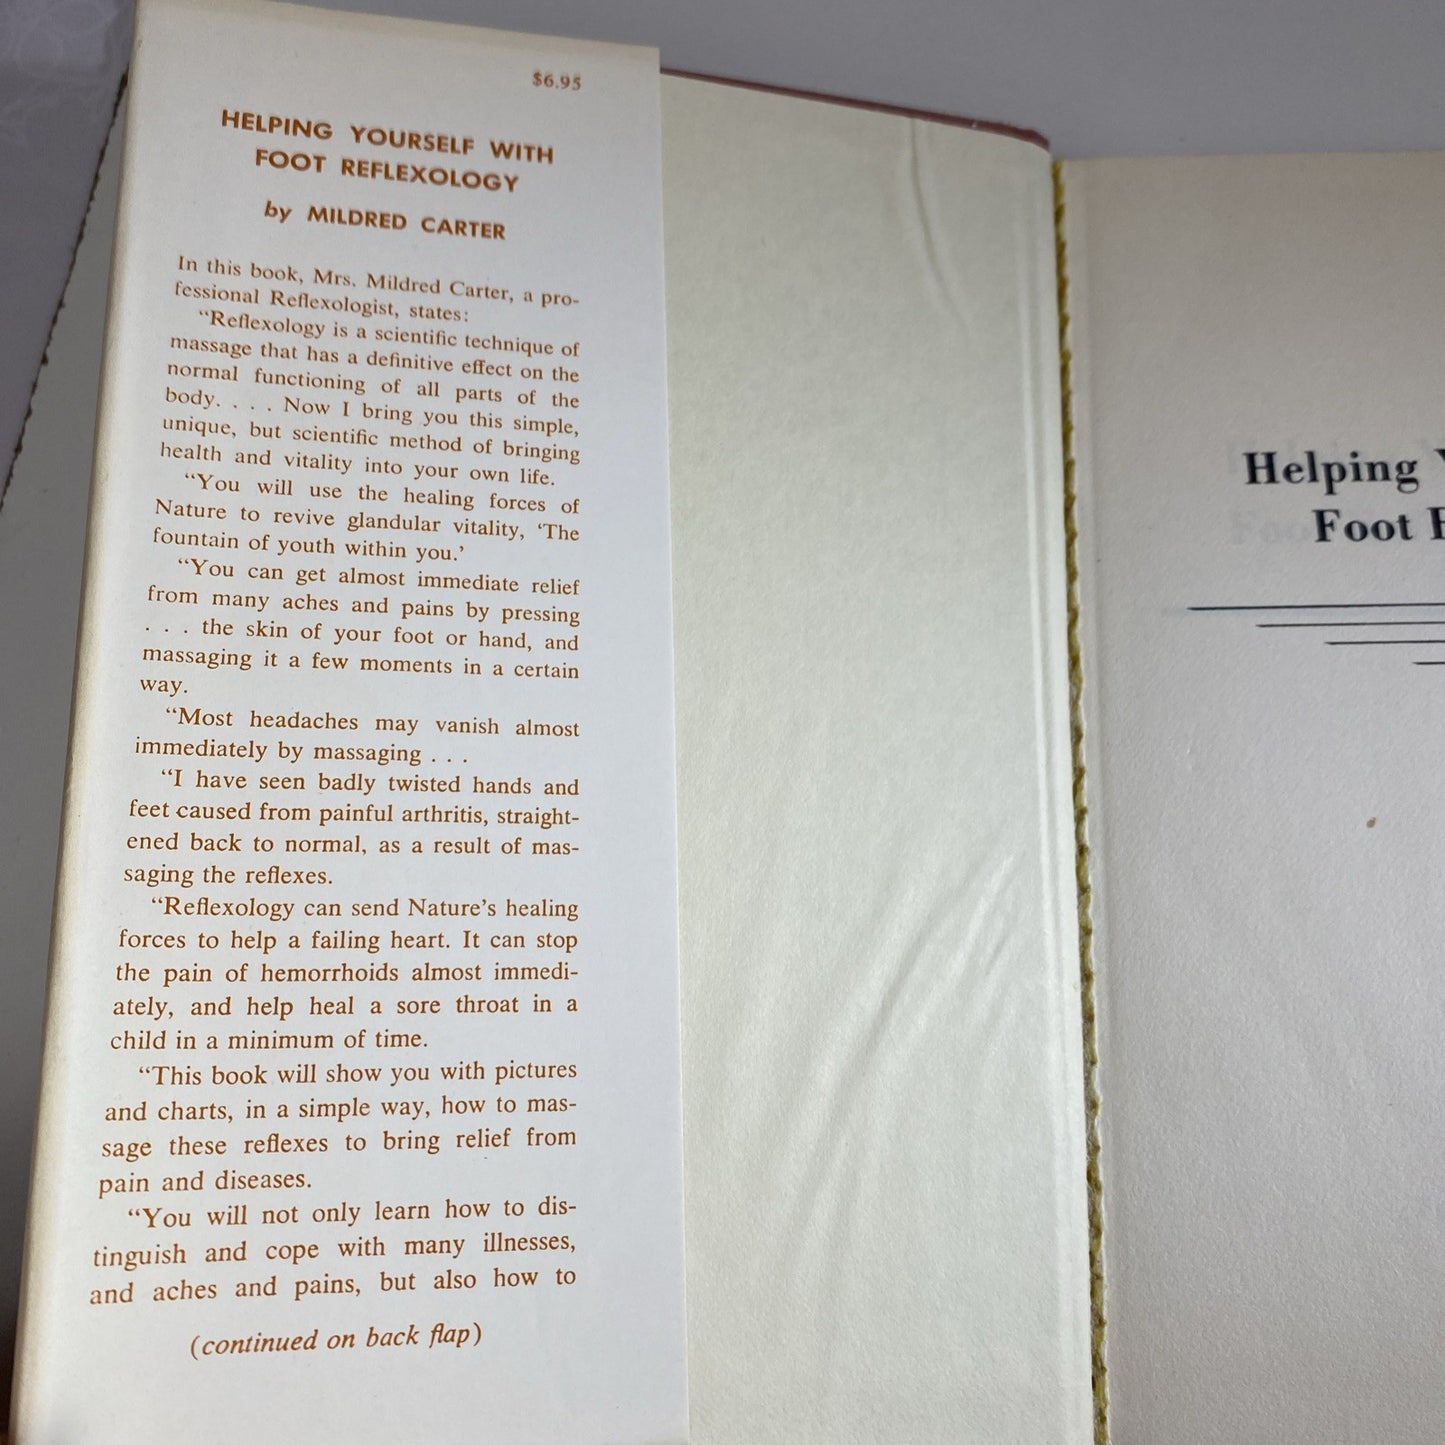 $6.95
HELPING YOURSELF WITH
FOOT REFLEXOLOGY
by MILDRED CARTER
In this book, Mrs. Mildred Carter, a pro-
fessional Reflexologist, states:
“Reflexology is a scientific technique of
massage that has a definitive effect on the
normal functioning of all parts of the
body. . . . Now I bring you this simple,
unique, but scientific method of bringing
health and vitality into your own life.
“You will use the healing forces of
Nature to revive glandular vitality, ‘The
fountain of youth within you.’
“You can get almost immediate relief
from many aches and pains by pressing
. . . the skin of your foot or hand, and
massaging it a few moments in a certain
way.
“Most headaches may vanish almost
immediately by massaging . . .
“I have seen badly twisted hands and
feet caused from painful arthritis, straight-
ened back to normal, as a result of mas-
saging the reflexes.
“Reflexology can send Nature’s healing
forces to help a failing heart. It can stop
the pain of hemorrhoids almost immedi-
ately, and help heal a sore throat in a
child in a minimum of time.
“This book will show you with pictures
and charts, in a simple way, how to mas-
sage these reflexes to bring relief from
pain and diseases.
“You will not only learn how to dis-
tinguish and cope with many illnesses,
and aches and pains, but also how to
(continued on back flap)
Helping
Foot